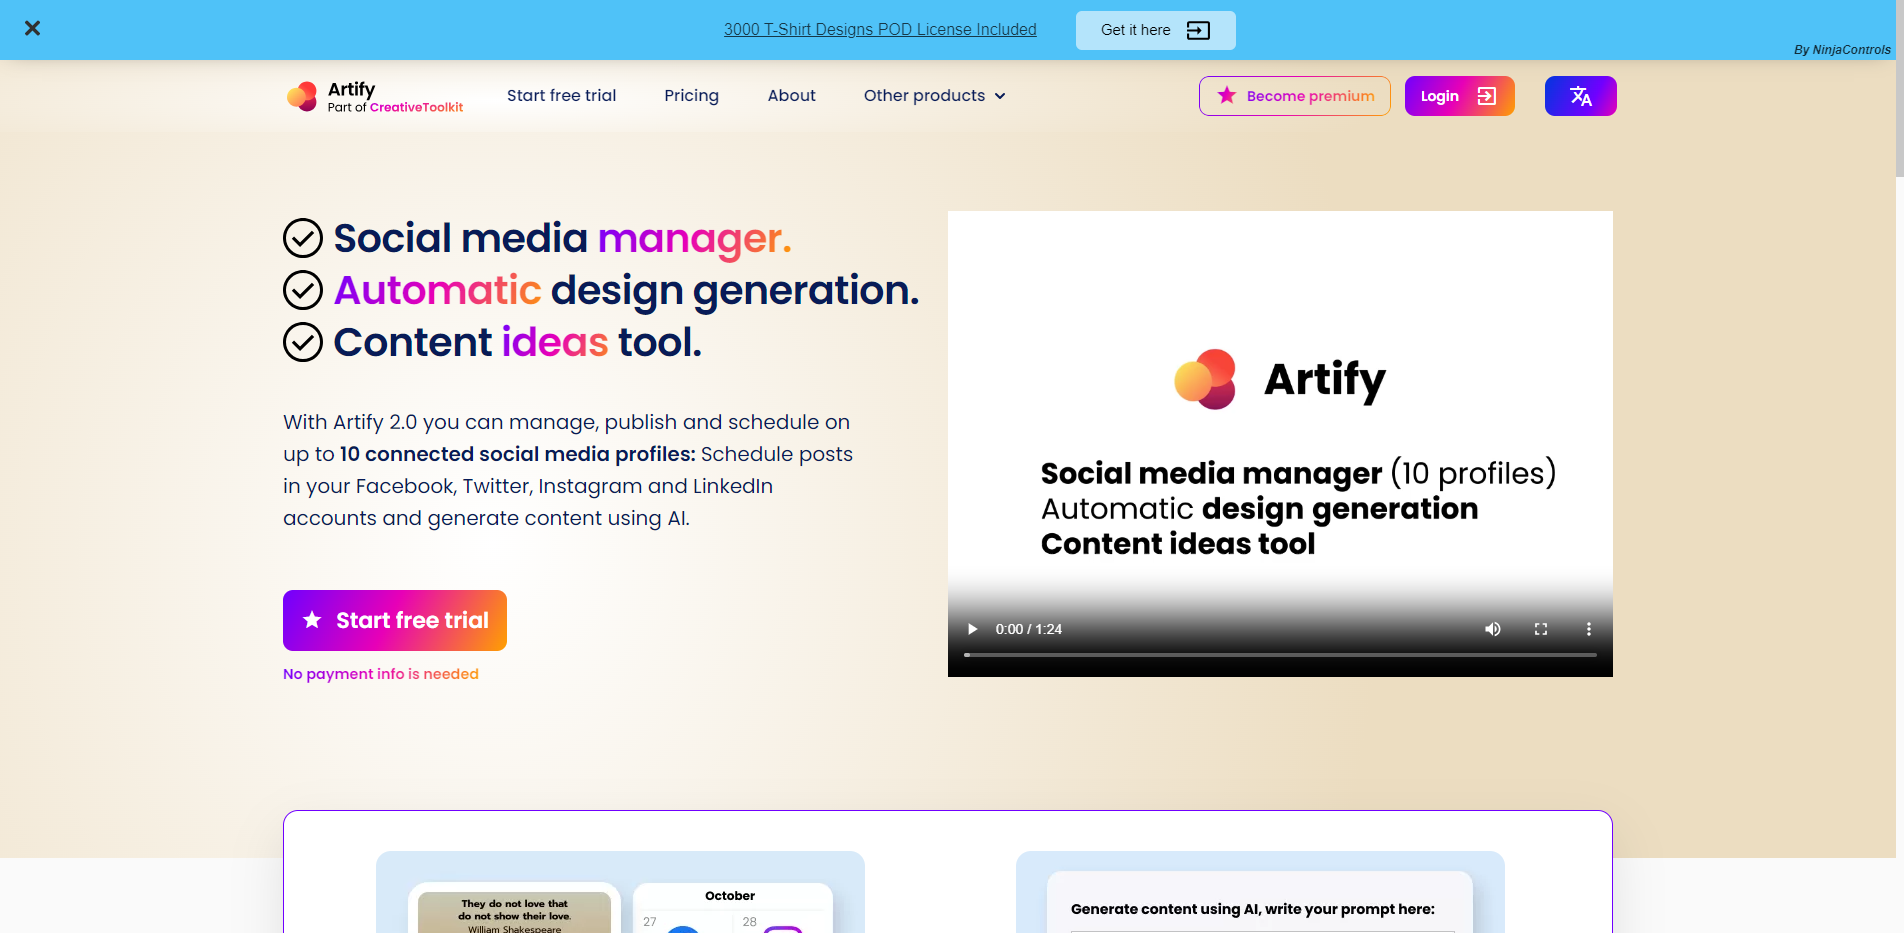 3000 T-Shirt Designs POD License Included
Get it here
By NinjaControls
Artify
Part of CreativeToolkit
Start free trial
Pricing
About
Other products
Become premium
Login
Social media manager.
Automatic design generation.
Content ideas tool.
With Artify 2.0 you can manage, publish and schedule on
up to 10 connected social media profiles: Schedule posts
in your Facebook, Twitter, Instagram and LinkedIn
accounts and generate content using AI.
Start free trial
No payment info is needed
Artify
Social media manager (10 profiles)
Automatic design generation
Content ideas tool
0:00 / 1:24
They do not love that
do not show their love.
William Shakespeare
October
27
28
Generate content using AI, write your prompt here: